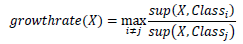 growthrate(X) = max_{i≠j} sup(X, Class_i) / sup(X, Class_j)